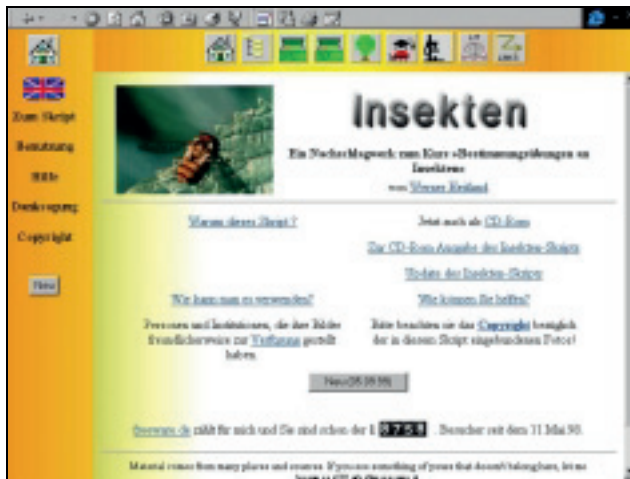 Insekten
Ein Nachschlagwerk zum Kurs »Bestimmungsübungen an
Insekten«
von Werner Heiland
Zum Skript
Benutzung
Hilfe
Danksagung
Copyright
Neu
Warum dieses Skript ?
Jetzt auch als CD-Rom
Zur CD-Rom Ausgabe des Insekten-Skripts
Update des Insekten-Skripts
Wie kann man es verwenden?
Wie können Sie helfen?
Personen und Institutionen, die ihre Bilder
freundlicherweise zur Verfügung gestellt
haben.
Bitte beachten sie das Copyright bezüglich
der in diesem Skript eingebundenen Fotos!
Neu
zählt für mich und Sie sind schon der 8759 . Besucher seit dem 11.Mai 98.
Material comes from many places and sources. If you see something of yours that doesn't belong here, let me